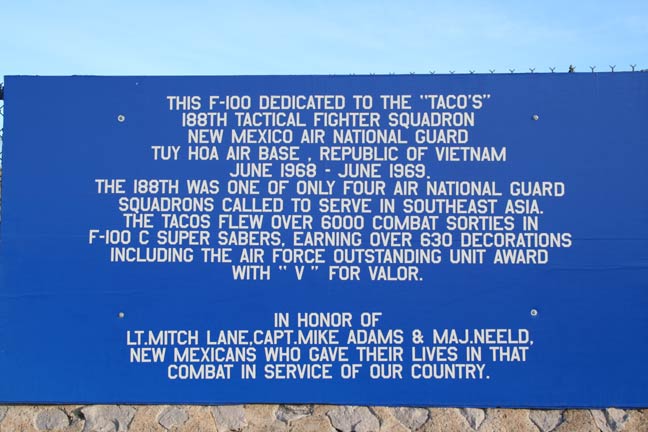 THIS F-100 DEDICATED TO THE "TACO'S"
188TH TACTICAL FIGHTER SQUADRON
NEW MEXICO AIR NATIONAL GUARD
TUY HOA AIR BASE , REPUBLIC OF VIETNAM
JUNE 1968 - JUNE 1969.
THE 188TH WAS ONE OF ONLY FOUR AIR NATIONAL GUARD
SQUADRONS CALLED TO SERVE IN SOUTHEAST ASIA.
THE TACOS FLEW OVER 6000 COMBAT SORTIES IN
F-100 C SUPER SABERS, EARNING OVER 630 DECORATIONS
INCLUDING THE AIR FORCE OUTSTANDING UNIT AWARD
WITH " V " FOR VALOR.
IN HONOR OF
LT.MITCH LANE,CAPT.MIKE ADAMS & MAJ.NEELD,
NEW MEXICANS WHO GAVE THEIR LIVES IN THAT
COMBAT IN SERVICE OF OUR COUNTRY.